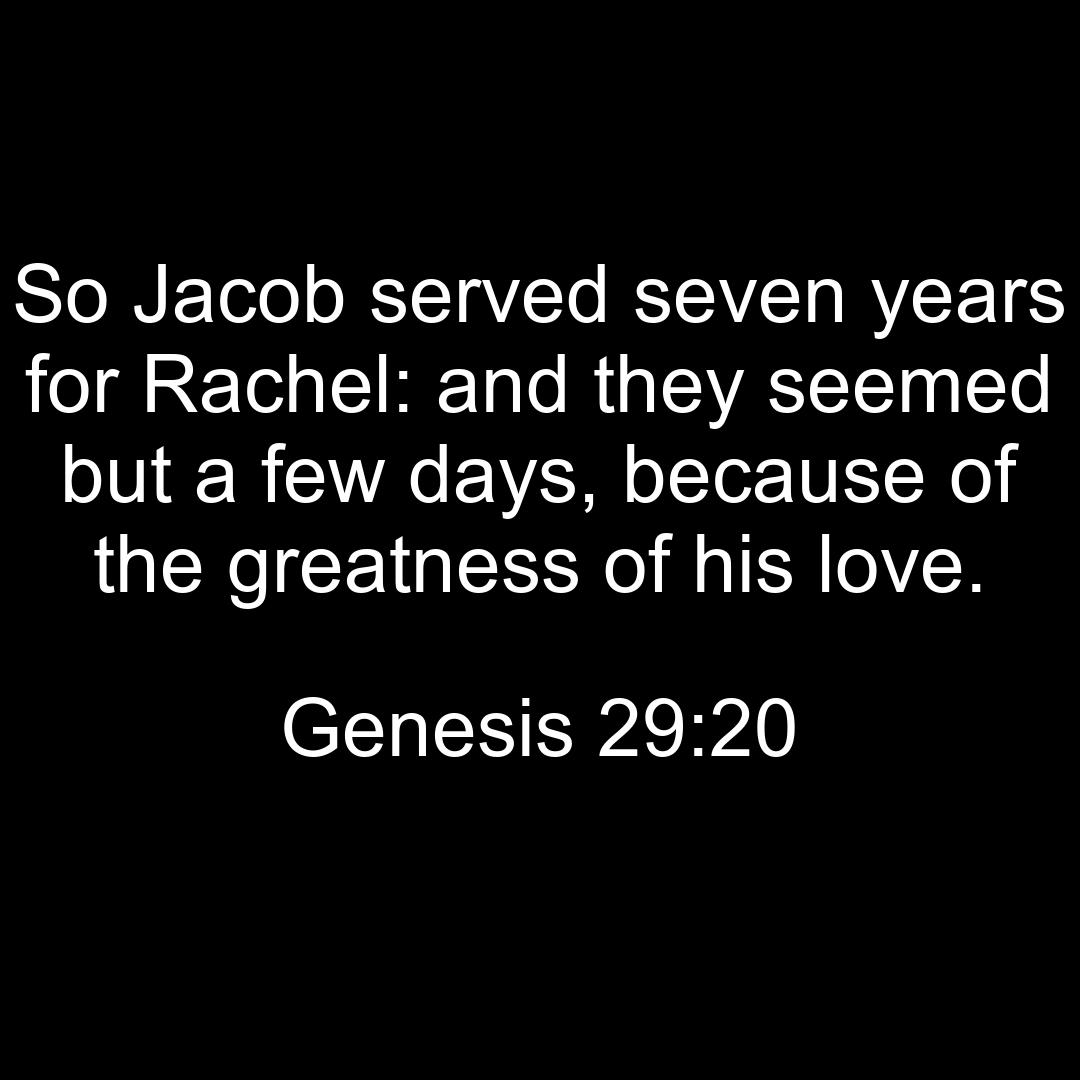 So Jacob served seven years
for Rachel: and they seemed
but a few days, because of
the greatness of his love.
Genesis 29:20